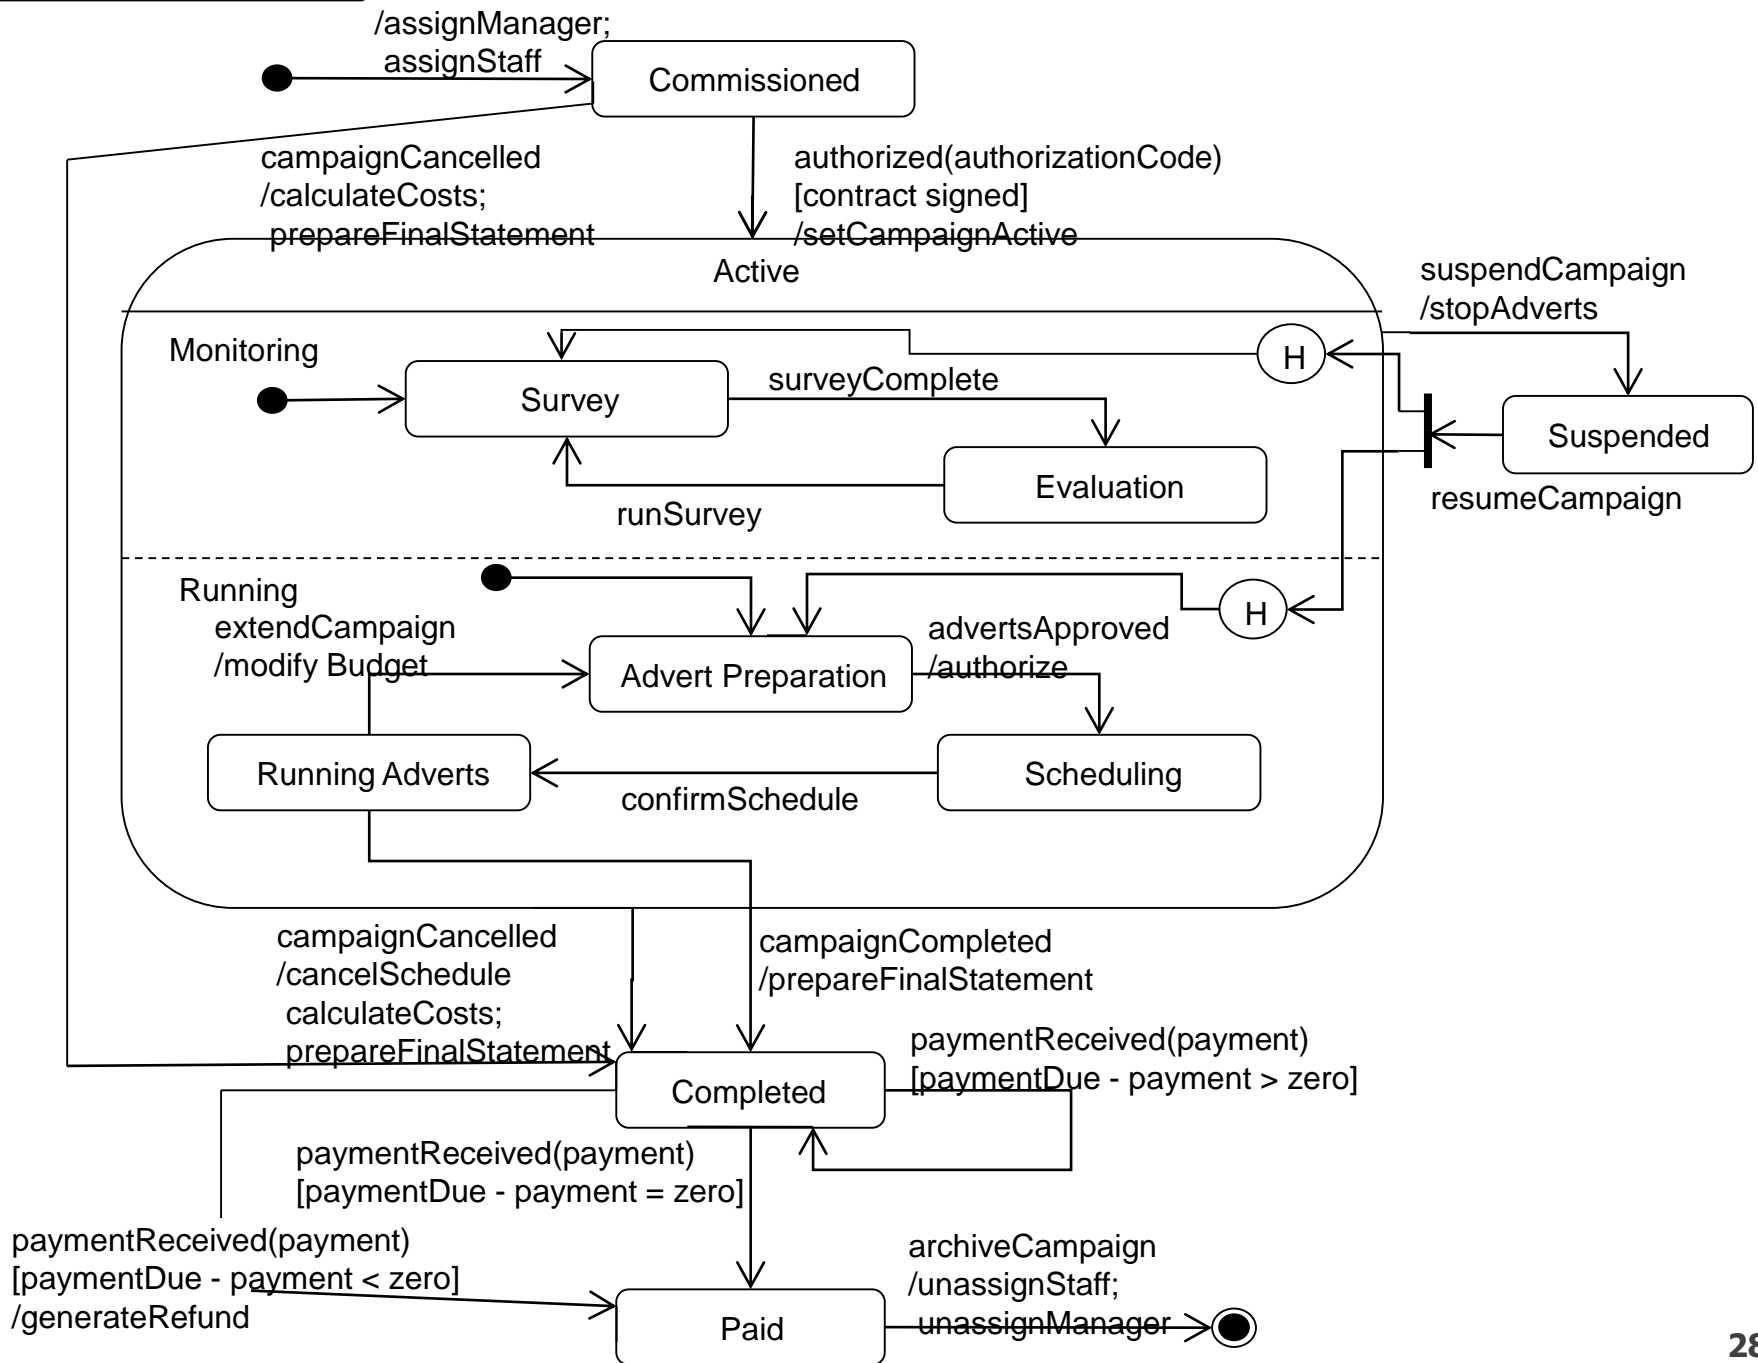 /assignManager;
assignStaff
Commissioned
campaignCancelled
/calculateCosts;
prepareFinalStatement
authorized(authorizationCode)
[contract signed]
/setCampaignActive
Active
suspendCampaign
/stopAdverts
Monitoring
H
Survey
surveyComplete
Suspended
Evaluation
resumeCampaign
runSurvey
Running
extendCampaign
/modify Budget
H
advertsApproved
/authorize
Advert Preparation
Running Adverts
Scheduling
confirmSchedule
campaignCancelled
/cancelSchedule
calculateCosts;
prepareFinalStatement
campaignCompleted
/prepareFinalStatement
paymentReceived(payment)
[paymentDue - payment > zero]
Completed
paymentReceived(payment)
[paymentDue - payment = zero]
paymentReceived(payment)
[paymentDue - payment < zero]
/generateRefund
archiveCampaign
/unassignStaff;
unassignManager
Paid
28